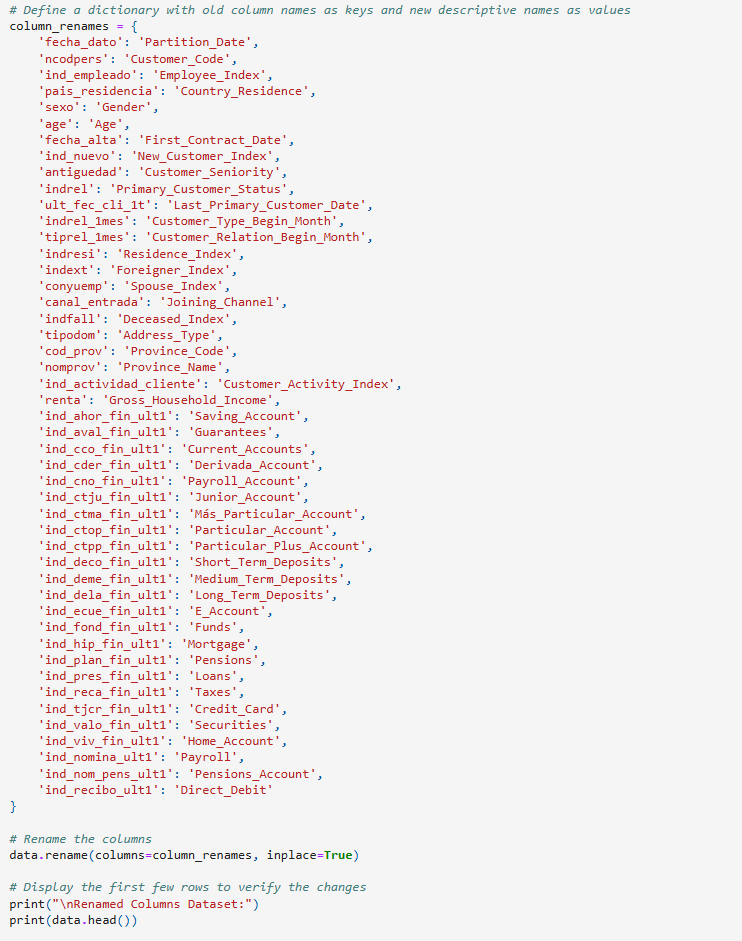 # Define a dictionary with old column names as keys and new descriptive names as values
column_renames = {
    'fecha_dato': 'Partition_Date',
    'ncodpers': 'Customer_Code',
    'ind_empleado': 'Employee_Index',
    'pais_residencia': 'Country_Residence',
    'sexo': 'Gender',
    'age': 'Age',
    'fecha_alta': 'First_Contract_Date',
    'ind_nuevo': 'New_Customer_Index',
    'antiguedad': 'Customer_Seniority',
    'indrel': 'Primary_Customer_Status',
    'ult_fec_cli_1t': 'Last_Primary_Customer_Date',
    'indrel_1mes': 'Customer_Type_Begin_Month',
    'tiprel_1mes': 'Customer_Relation_Begin_Month',
    'indresi': 'Residence_Index',
    'indext': 'Foreigner_Index',
    'conyuemp': 'Spouse_Index',
    'canal_entrada': 'Joining_Channel',
    'indfall': 'Deceased_Index',
    'tipodom': 'Address_Type',
    'cod_prov': 'Province_Code',
    'nomprov': 'Province_Name',
    'ind_actividad_cliente': 'Customer_Activity_Index',
    'renta': 'Gross_Household_Income',
    'ind_ahor_fin_ult1': 'Saving_Account',
    'ind_aval_fin_ult1': 'Guarantees',
    'ind_cco_fin_ult1': 'Current_Accounts',
    'ind_cder_fin_ult1': 'Derivada_Account',
    'ind_cno_fin_ult1': 'Payroll_Account',
    'ind_ctju_fin_ult1': 'Junior_Account',
    'ind_ctma_fin_ult1': 'Más_Particular_Account',
    'ind_ctop_fin_ult1': 'Particular_Account',
    'ind_ctpp_fin_ult1': 'Particular_Plus_Account',
    'ind_deco_fin_ult1': 'Short_Term_Deposits',
    'ind_deme_fin_ult1': 'Medium_Term_Deposits',
    'ind_dela_fin_ult1': 'Long_Term_Deposits',
    'ind_ecue_fin_ult1': 'E_Account',
    'ind_fond_fin_ult1': 'Funds',
    'ind_hip_fin_ult1': 'Mortgage',
    'ind_plan_fin_ult1': 'Pensions',
    'ind_pres_fin_ult1': 'Loans',
    'ind_reca_fin_ult1': 'Taxes',
    'ind_tjcr_fin_ult1': 'Credit_Card',
    'ind_valo_fin_ult1': 'Securities',
    'ind_viv_fin_ult1': 'Home_Account',
    'ind_nomina_ult1': 'Payroll',
    'ind_nom_pens_ult1': 'Pensions_Account',
    'ind_recibo_ult1': 'Direct_Debit'
}
# Rename the columns
data.rename(columns=column_renames, inplace=True)
# Display the first few rows to verify the changes
print("\nRenamed Columns Dataset:")
print(data.head())